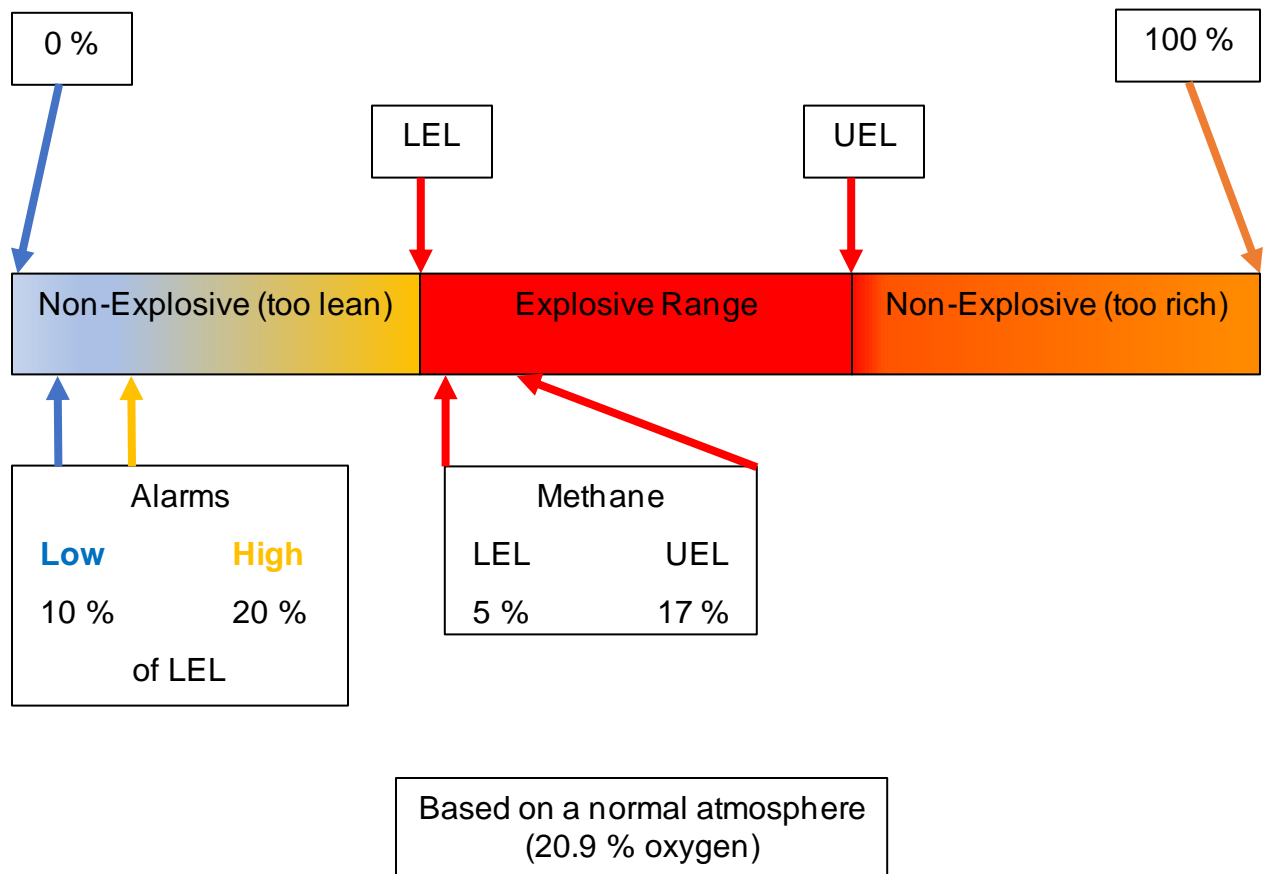 0 %
100 %
LEL
UEL
Non-Explosive (too lean)
Explosive Range
Non-Explosive (too rich)
Alarms
Low High
10 % 20 %
of LEL
Methane
LEL UEL
5 % 17 %
Based on a normal atmosphere
(20.9 % oxygen)